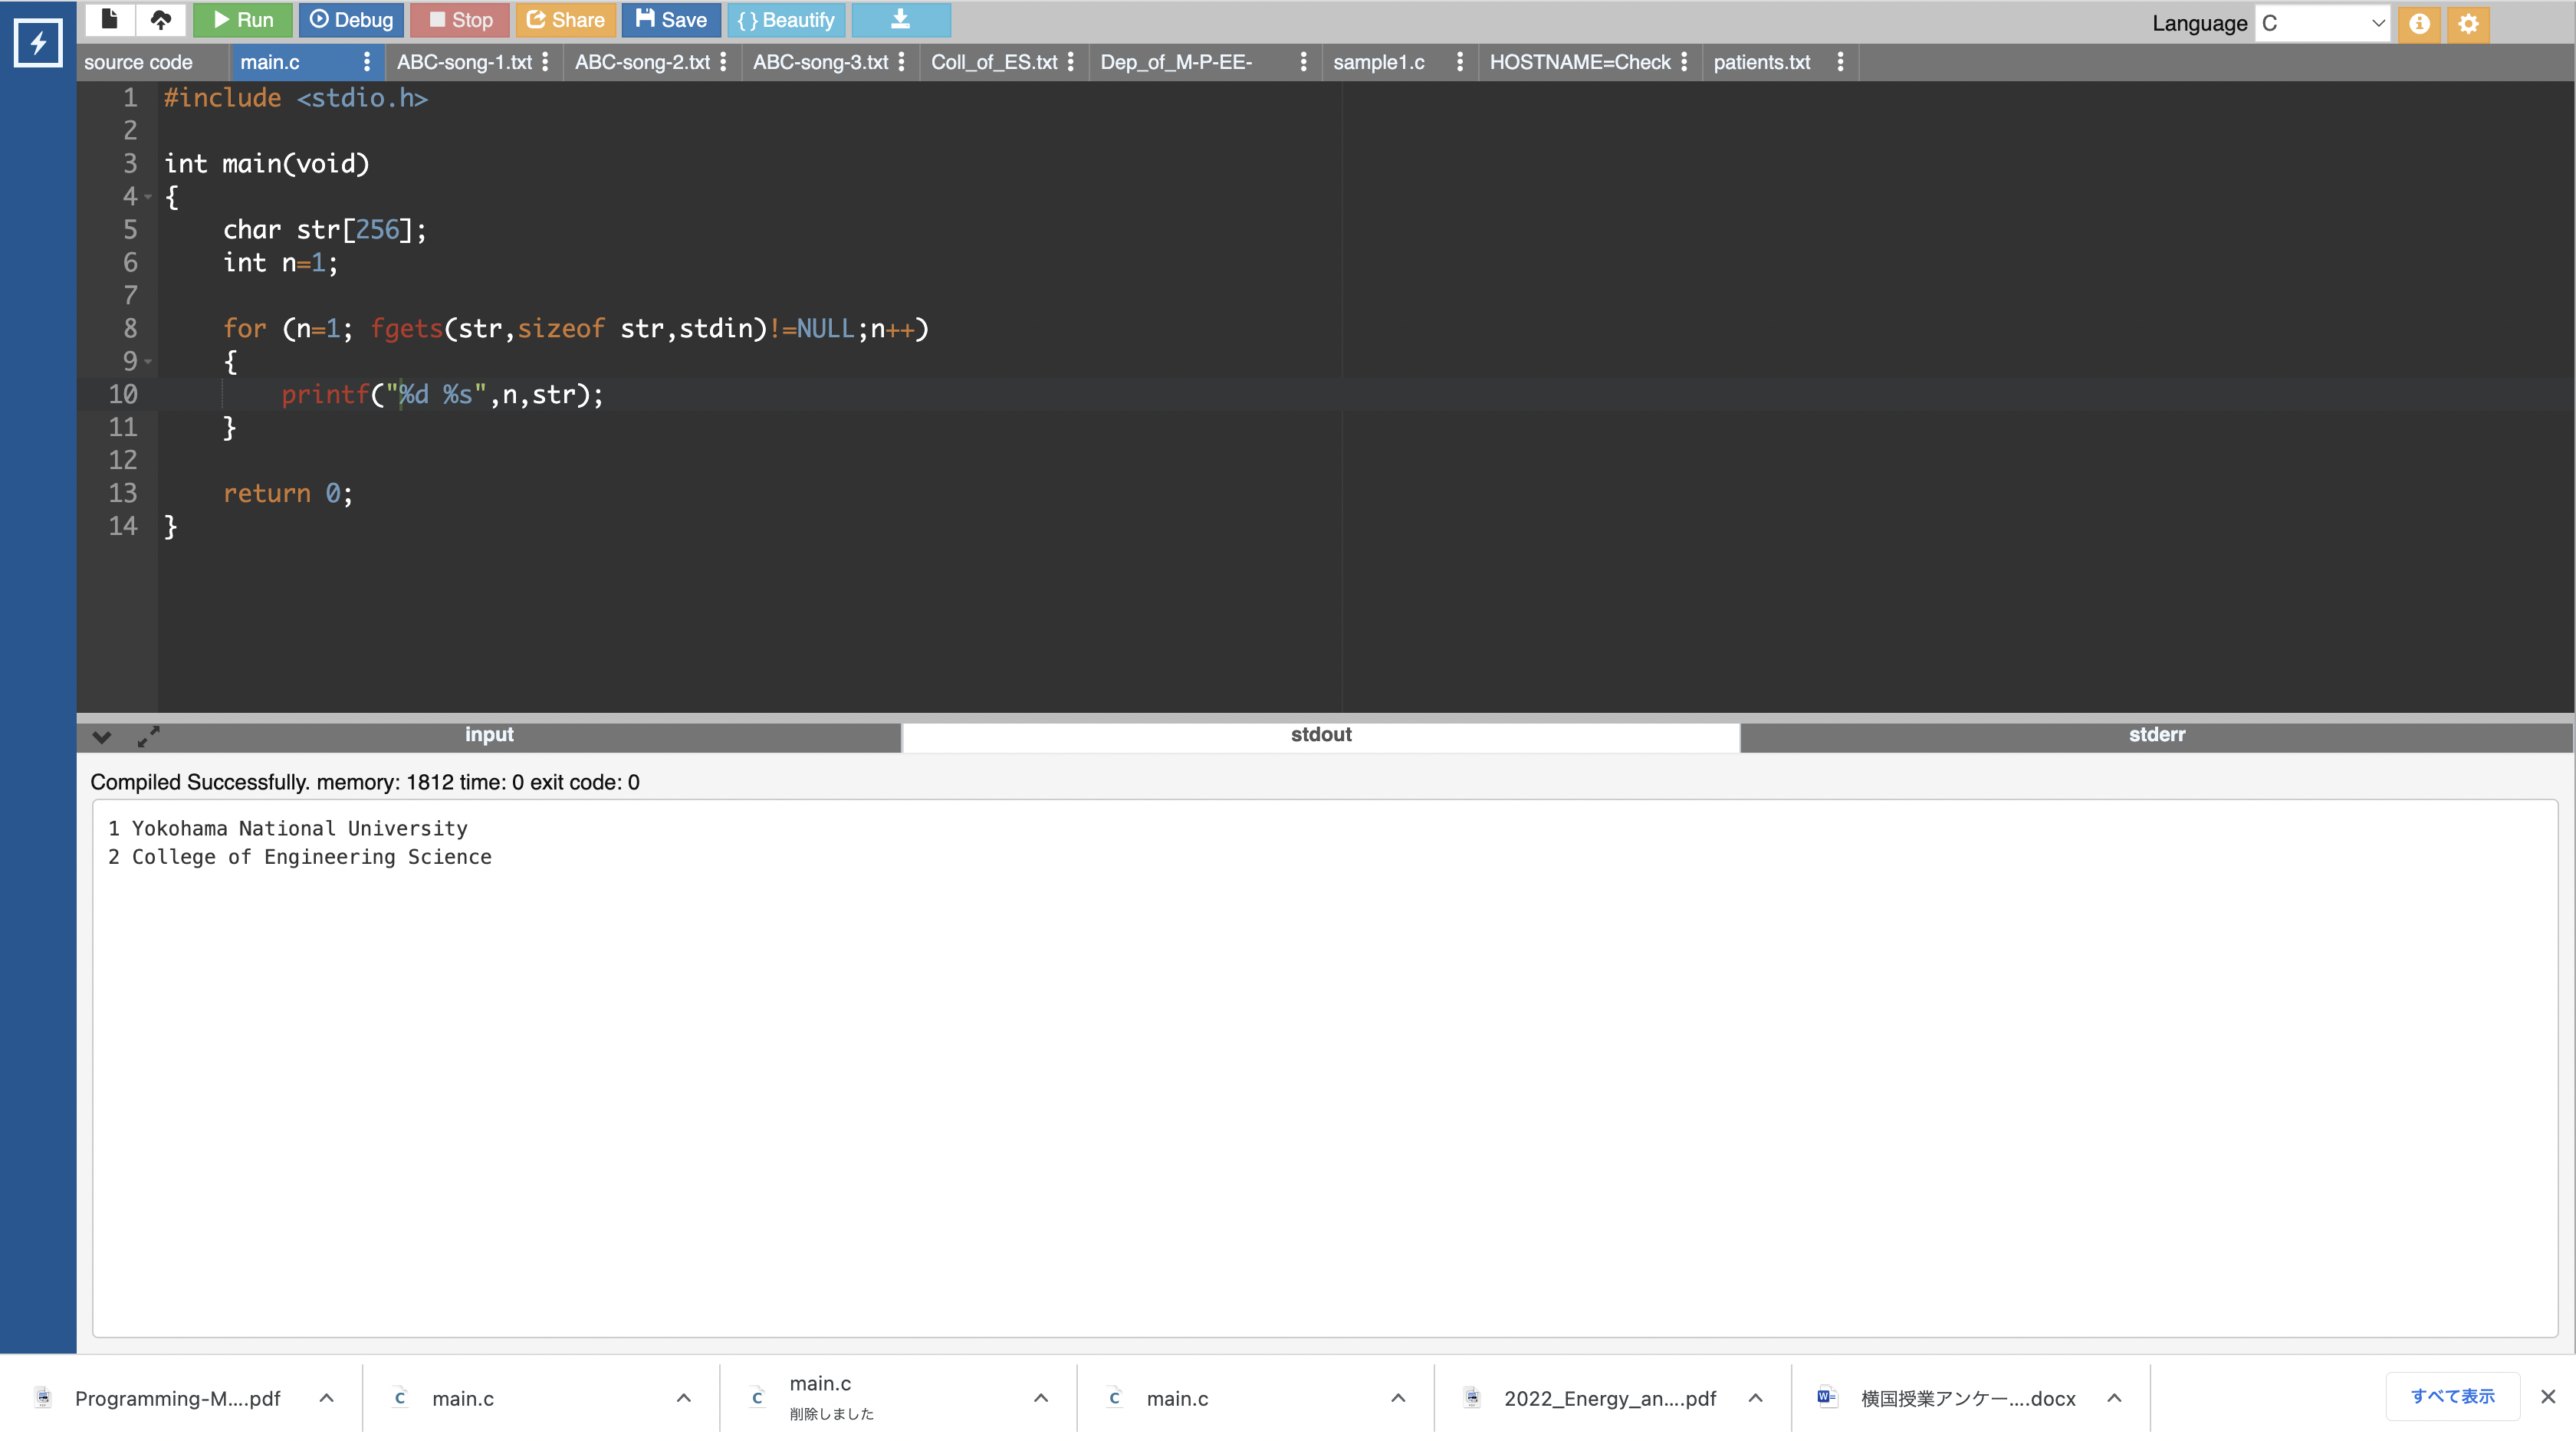 Run Debug Stop Share Save { } Beautify Language C
source code main.c ABC-song-1.txt ABC-song-2.txt ABC-song-3.txt Coll_of_ES.txt Dep_of_M-P-EE- sample1.c HOSTNAME=Check patients.txt
1 #include <stdio.h>
2
3 int main(void)
4 {
5     char str[256];
6     int n=1;
7
8     for (n=1; fgets(str,sizeof str,stdin)!=NULL;n++)
9     {
10         printf("%d %s",n,str);
11     }
12
13     return 0;
14 }
input stdout stderr
Compiled Successfully. memory: 1812 time: 0 exit code: 0
1 Yokohama National University
2 College of Engineering Science
Programming-M....pdf main.c main.c main.c 2022_Energy_an....pdf 横国授業アンケー....docx すべて表示
削除しました